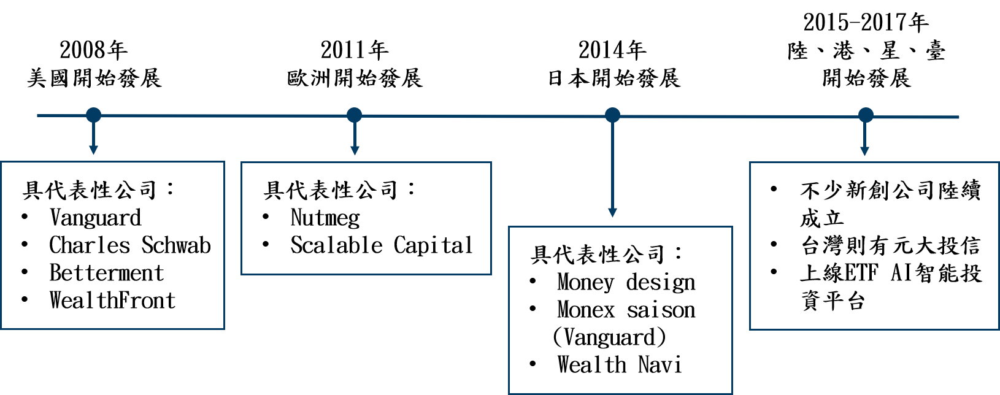 2008年
美國開始發展
2011年
歐洲開始發展
2014年
日本開始發展
2015-2017年
陸、港、星、臺
開始發展
具代表性公司：
• Vanguard
• Charles Schwab
• Betterment
• WealthFront
具代表性公司：
• Nutmeg
• Scalable Capital
具代表性公司：
• Money design
• Monex saison
(Vanguard)
• Wealth Navi
• 不少新創公司陸續
成立
• 台灣則有元大投信
• 上線ETF AI智能投
資平台